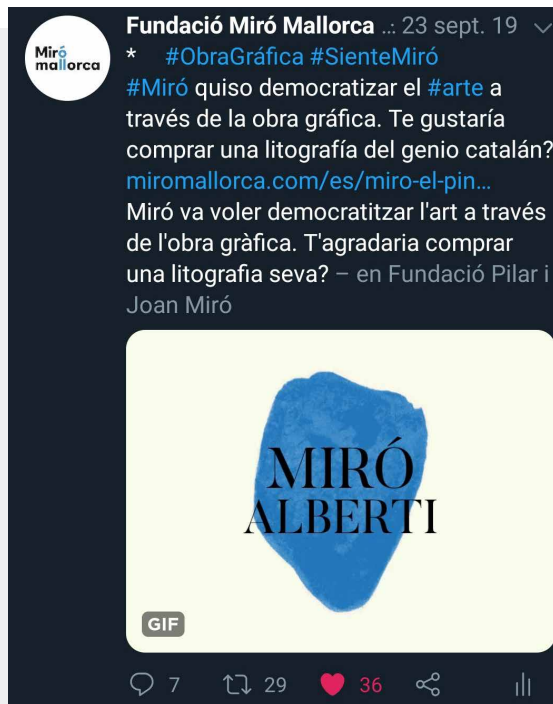 Miró
mallorca
Fundació Miró Mallorca ..: 23 sept. 19
* #ObraGráfica #SienteMiró
#Miró quiso democratizar el #arte a
través de la obra gráfica. Te gustaría
comprar una litografía del genio catalán?
miromallorca.com/es/miro-el-pin...
Miró va voler democratitzar l'art a través
de l'obra gràfica. T'agradaria comprar
una litografia seva? – en Fundació Pilar i
Joan Miró
MIRÓ
ALBERTI
GIF
7 29 36